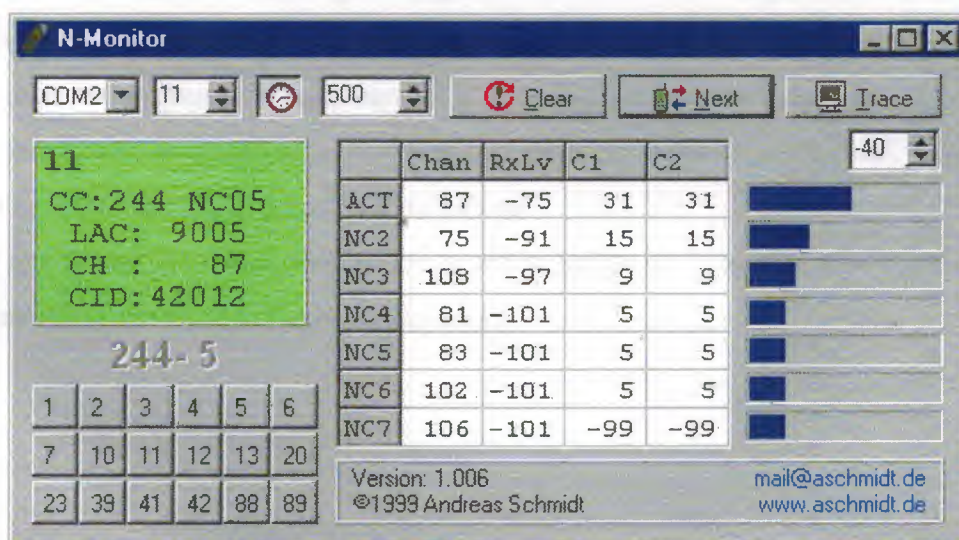 N-Monitor
COM2 11 500 Clear Next Trace
-40
11
CC:244 NC05
LAC: 9005
CH : 87
CID:42012
244- 5
1 2 3 4 5 6
7 10 11 12 13 20
23 39 41 42 88 89
Chan RxLv C1 C2
ACT 87 -75 31 31
NC2 75 -91 15 15
NC3 108 -97 9 9
NC4 81 -101 5 5
NC5 83 -101 5 5
NC6 102 -101 5 5
NC7 106 -101 -99 -99
Version: 1.006
©1999 Andreas Schmidt
mail@aschmidt.de
www.aschmidt.de